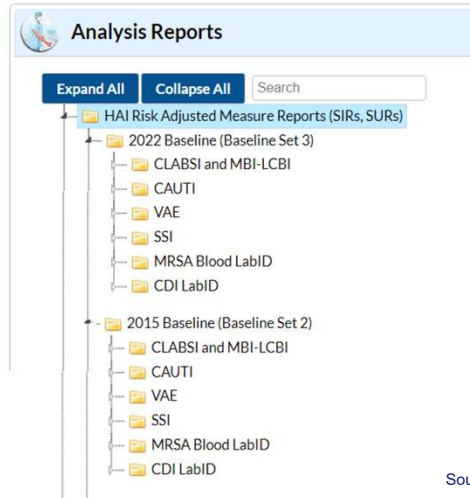 Analysis Reports
Expand All Collapse All Search
HAI Risk Adjusted Measure Reports (SIRs, SURs)
2022 Baseline (Baseline Set 3)
CLABSI and MBI-LCBI
CAUTI
VAE
SSI
MRSA Blood LabID
CDI LabID
2015 Baseline (Baseline Set 2)
CLABSI and MBI-LCBI
CAUTI
VAE
SSI
MRSA Blood LabID
CDI LabID
Sou